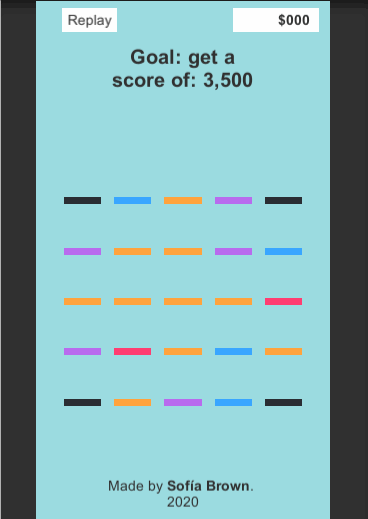 Replay
$000
Goal: get a
score of: 3,500
Made by Sofía Brown.
2020